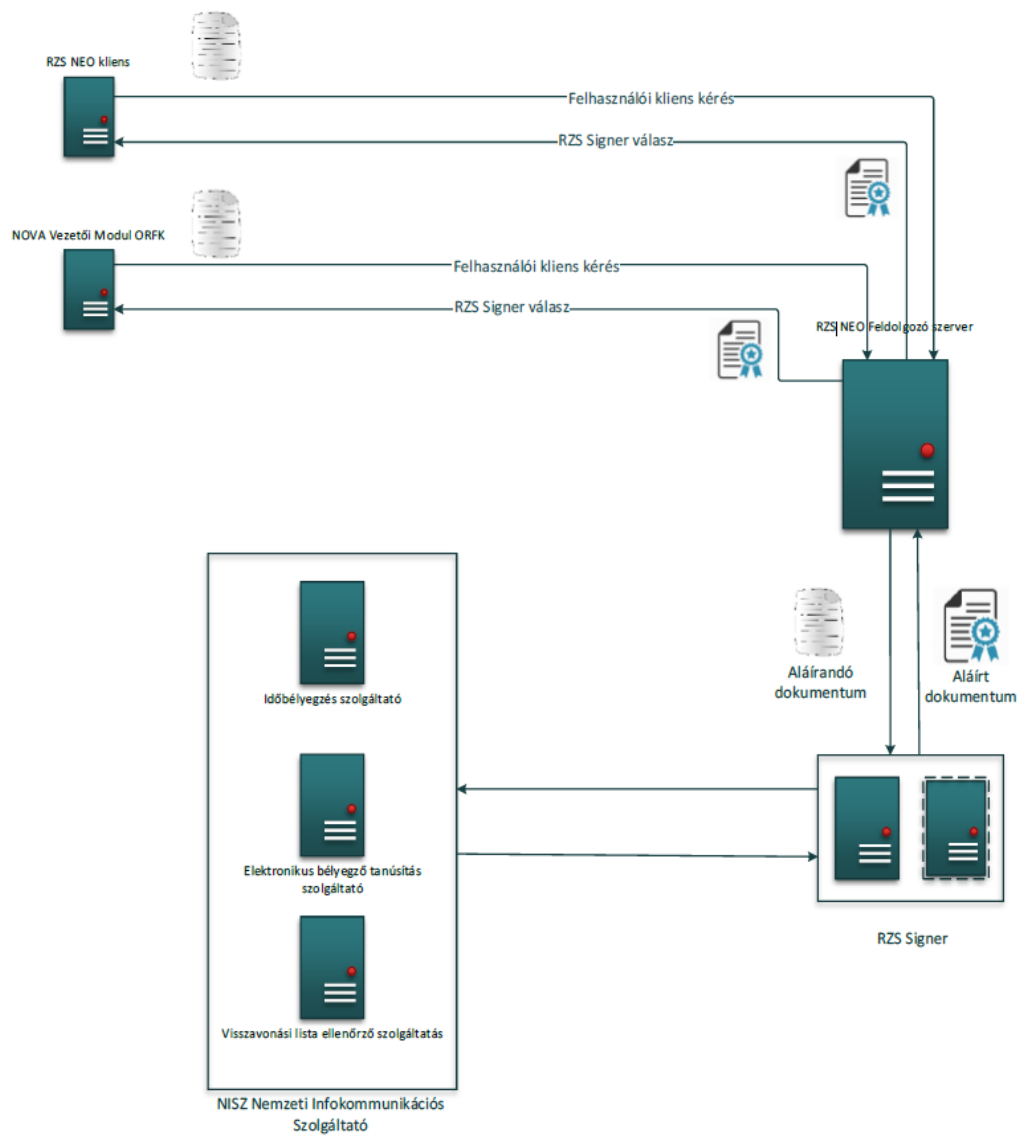 RZS NEO kliens
Felhasználói kliens kérés
RZS Signer válasz
NOVA Vezetői Modul ORFK
Felhasználói kliens kérés
RZS Signer válasz
RZS NEO Feldolgozó szerver
Időbélyegzés szolgáltató
Elektronikus bélyegző tanúsítás
szolgáltató
Visszavonási lista ellenőrző szolgáltatás
NISZ Nemzeti Infokommunikációs
Szolgáltató
Aláírandó
dokumentum
Aláírt
dokumentum
RZS Signer